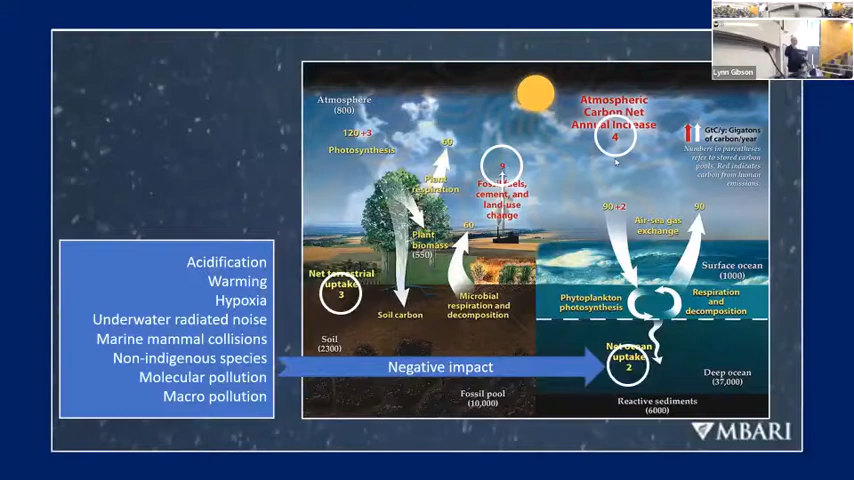 Lynn Gibson
Atmosphere
(800)
120+3
Photosynthesis
60
Plant
respiration
9
Fossil fuels,
cement, and
land-use
change
Atmospheric
Carbon Net
Annual Increase
4
GtC/y: Gigatons
of carbon/year
Numbers in parentheses
refer to stored carbon
pools. Red indicates
carbon from human
emissions.
90+2
Air-sea gas
exchange
90
Plant
biomass
(550)
60
Net terrestrial
uptake
3
Soil carbon
Microbial
respiration and
decomposition
Soil
(2300)
Fossil pool
(10,000)
Surface ocean
(1000)
Phytoplankton
photosynthesis
Respiration
and
decomposition
Net ocean
uptake
2
Deep ocean
(37,000)
Reactive sediments
(6000)
Acidification
Warming
Hypoxia
Underwater radiated noise
Marine mammal collisions
Non-indigenous species
Molecular pollution
Macro pollution
Negative impact
MBARI